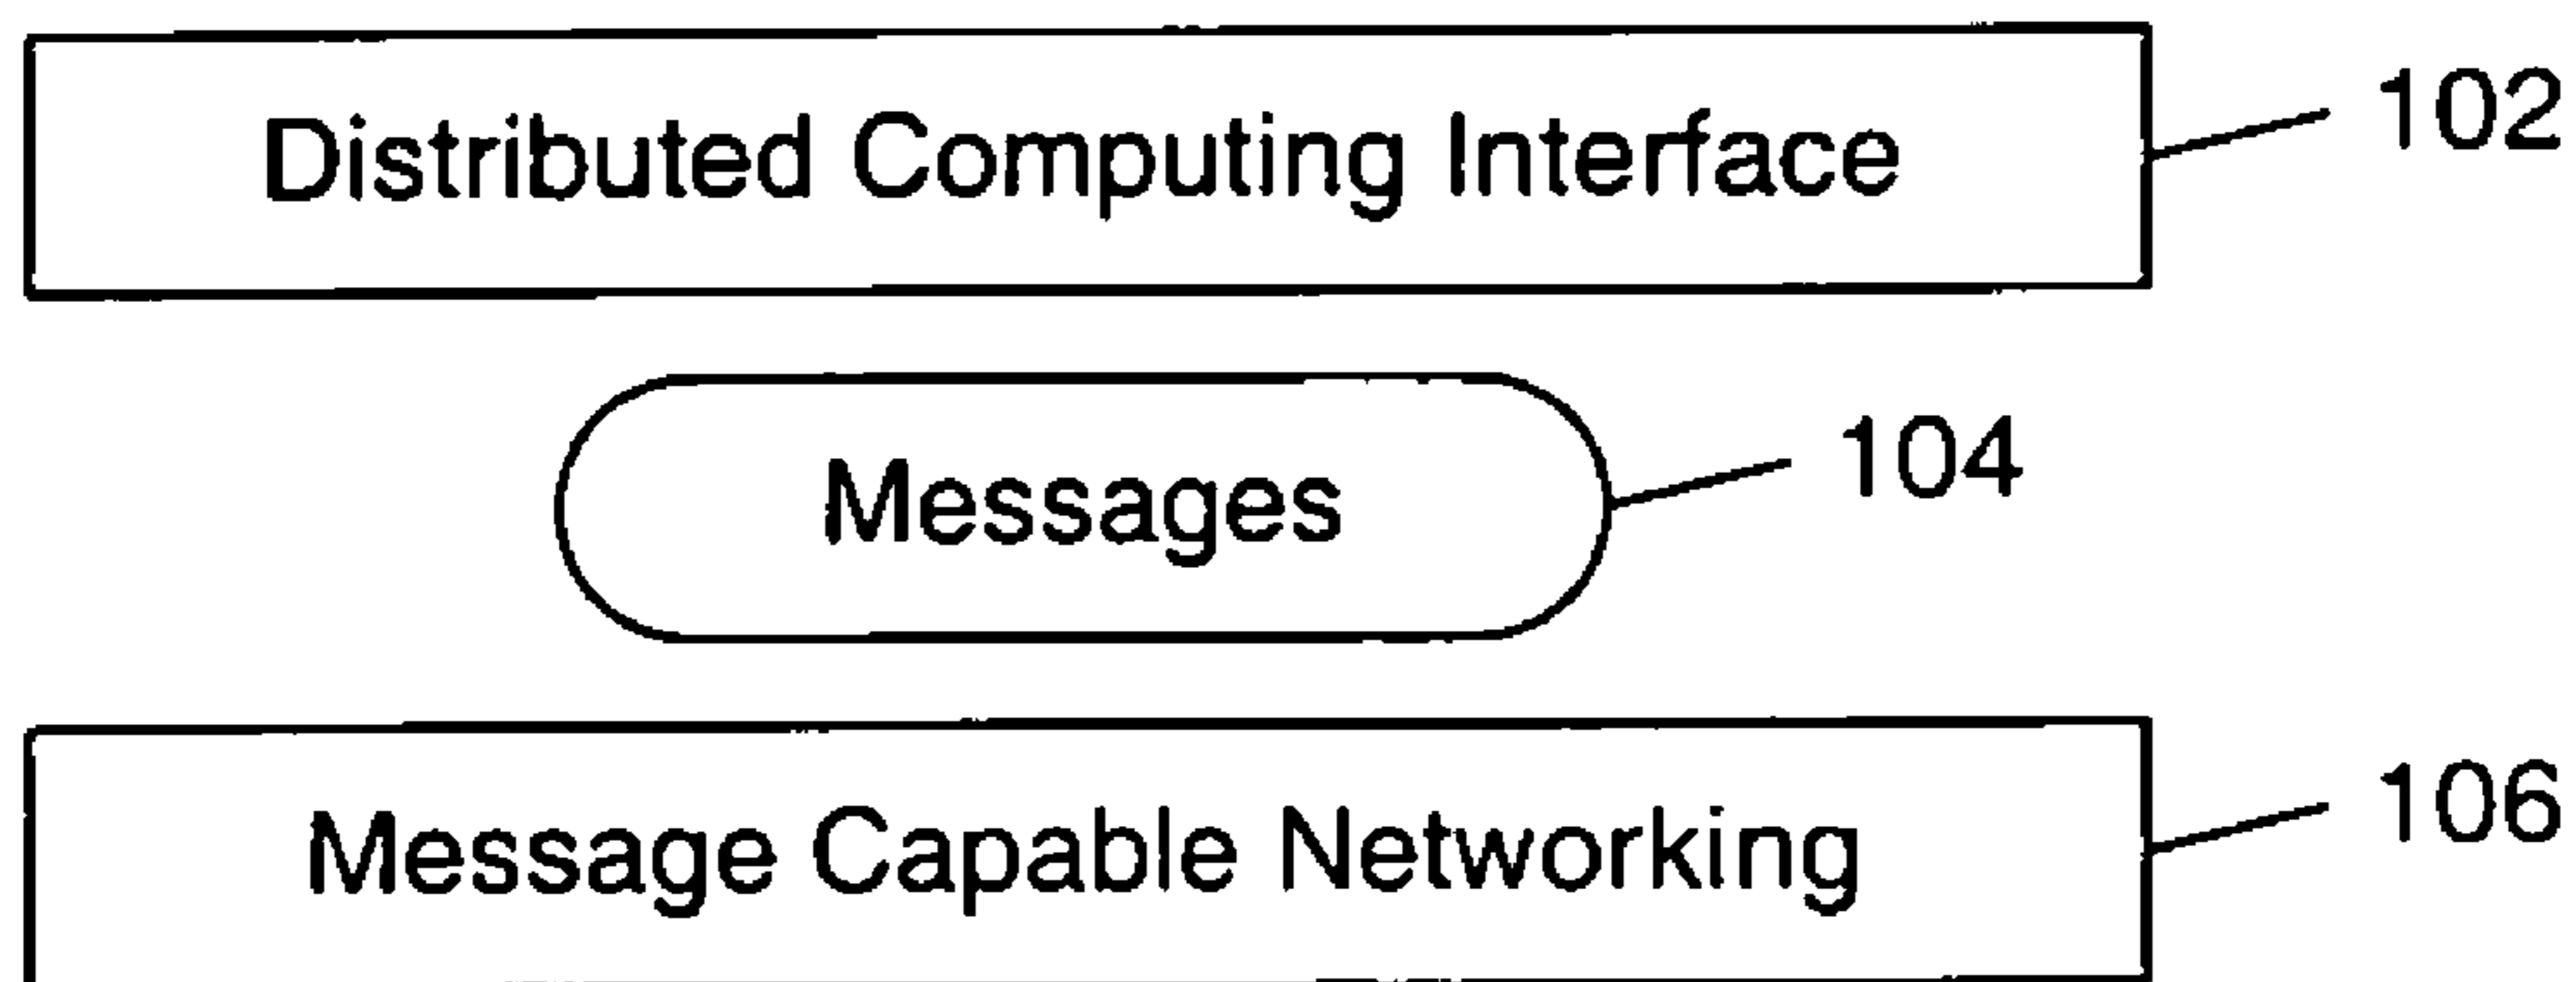 Distributed Computing Interface 102
Messages 104
Message Capable Networking 106